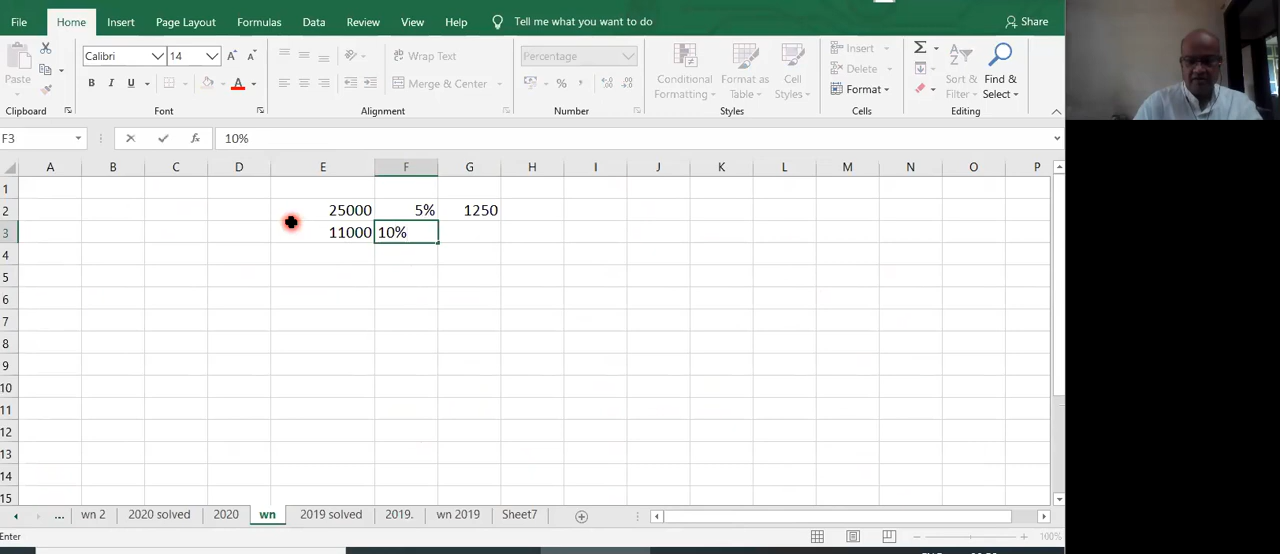 File Home Insert Page Layout Formulas Data Review View Help Tell me what you want to do Share
Calibri 14 A A Wrap Text Percentage Insert Σ
Paste Conditional Format as Cell Delete Sort & Find &
B I U A Merge & Center % , Formatting Table Styles Format Filter Select
Clipboard Font Alignment Number Styles Cells Editing
F3 fx 10%
A B C D E F G H I J K L M N O P
1
2 25000 5% 1250
3 11000 10%
4
5
6
7
8
9
10
11
12
13
14
15
... wn 2 2020 solved 2020 wn 2019 solved 2019. wn 2019 Sheet7
Enter 100%